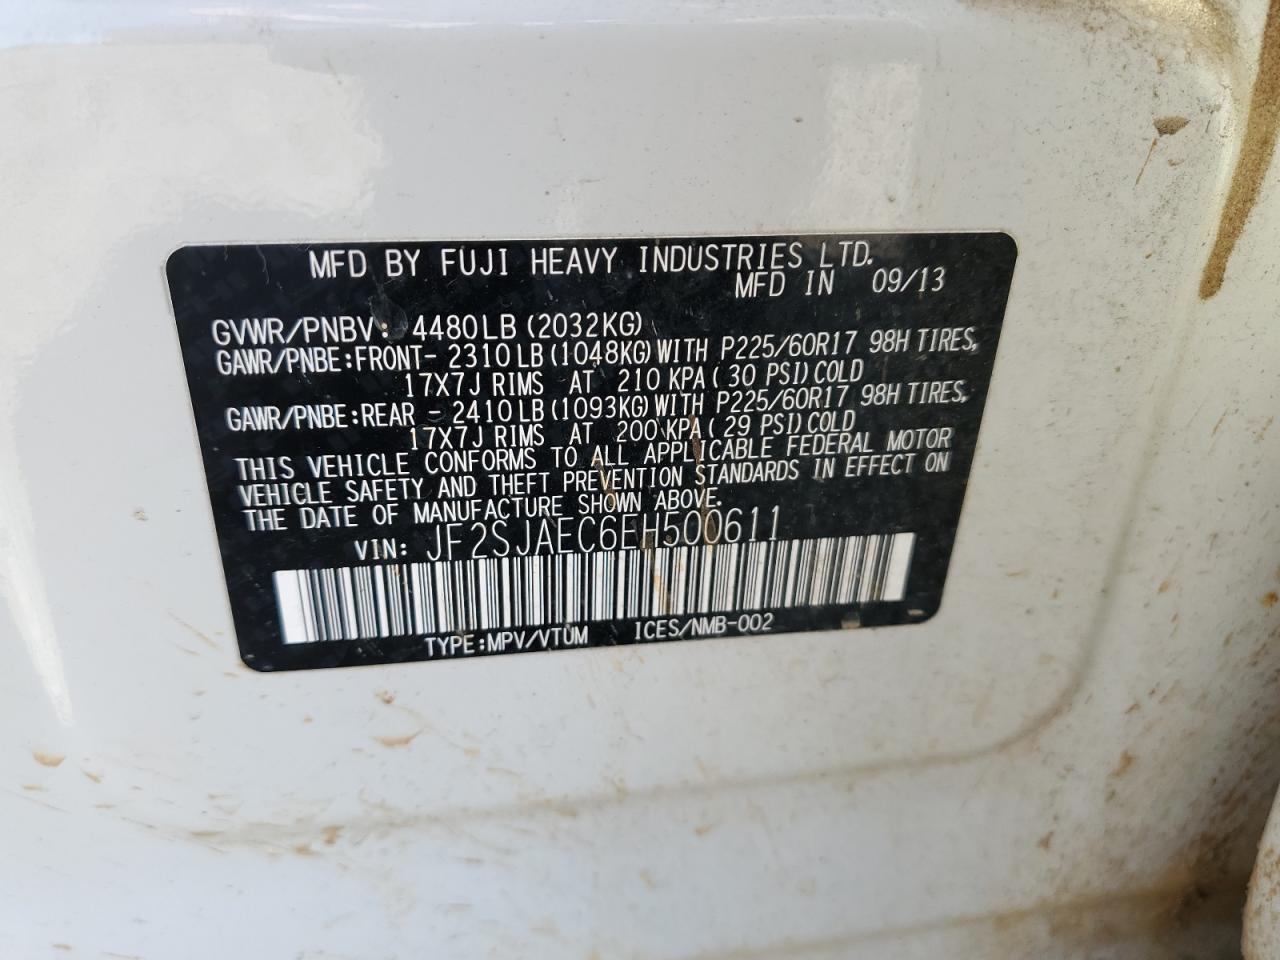 MFD BY FUJI HEAVY INDUSTRIES LTD.
MFD IN 09/13
GVWR/PNBV: 4480LB (2032KG)
GAWR/PNBE:FRONT- 2310LB(1048KG)WITH P225/60R17 98H TIRES,
17X7J RIMS AT 210 KPA( 30 PSI)COLD
GAWR/PNBE:REAR - 2410LB(1093KG)WITH P225/60R17 98H TIRES,
17X7J RIMS AT 200 KPA( 29 PSI)COLD
THIS VEHICLE CONFORMS TO ALL APPLICABLE FEDERAL MOTOR
VEHICLE SAFETY AND THEFT PREVENTION STANDARDS IN EFFECT ON
THE DATE OF MANUFACTURE SHOWN ABOVE.
VIN: JF2SJAEC6EH500611
TYPE:MPV/VTUM ICES/NMB-002